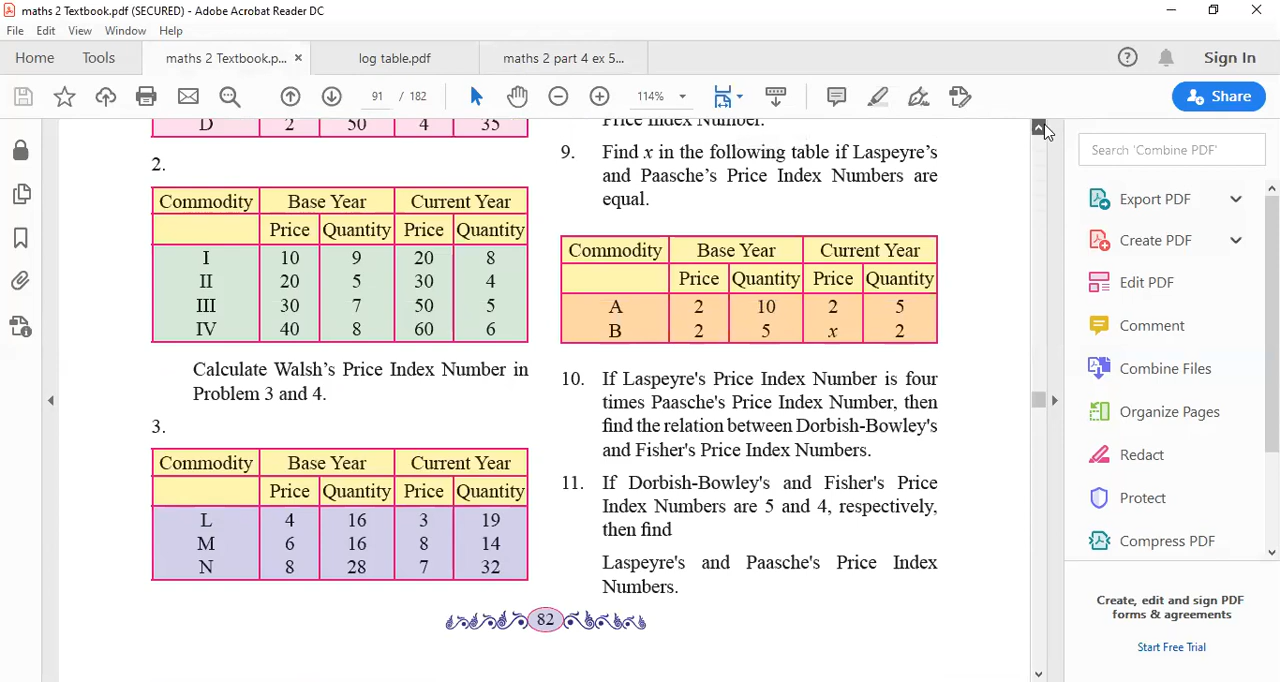 maths 2 Textbook.pdf (SECURED) - Adobe Acrobat Reader DC
File Edit View Window Help
Home Tools maths 2 Textbook.p... × log table.pdf maths 2 part 4 ex 5... Sign In
91 / 182 114% Share
D 2 50 4 35
2.
Commodity Base Year Current Year
Price Quantity Price Quantity
I 10 9 20 8
II 20 5 30 4
III 30 7 50 5
IV 40 8 60 6
Calculate Walsh's Price Index Number in
Problem 3 and 4.
3.
Commodity Base Year Current Year
Price Quantity Price Quantity
L 4 16 3 19
M 6 16 8 14
N 8 28 7 32
Price Index Number.
9. Find x in the following table if Laspeyre's
and Paasche's Price Index Numbers are
equal.
Commodity Base Year Current Year
Price Quantity Price Quantity
A 2 10 2 5
B 2 5 x 2
10. If Laspeyre's Price Index Number is four
times Paasche's Price Index Number, then
find the relation between Dorbish-Bowley's
and Fisher's Price Index Numbers.
11. If Dorbish-Bowley's and Fisher's Price
Index Numbers are 5 and 4, respectively,
then find
Laspeyre's and Paasche's Price Index
Numbers.
82
Search 'Combine PDF'
Export PDF
Create PDF
Edit PDF
Comment
Combine Files
Organize Pages
Redact
Protect
Compress PDF
Create, edit and sign PDF
forms & agreements
Start Free Trial